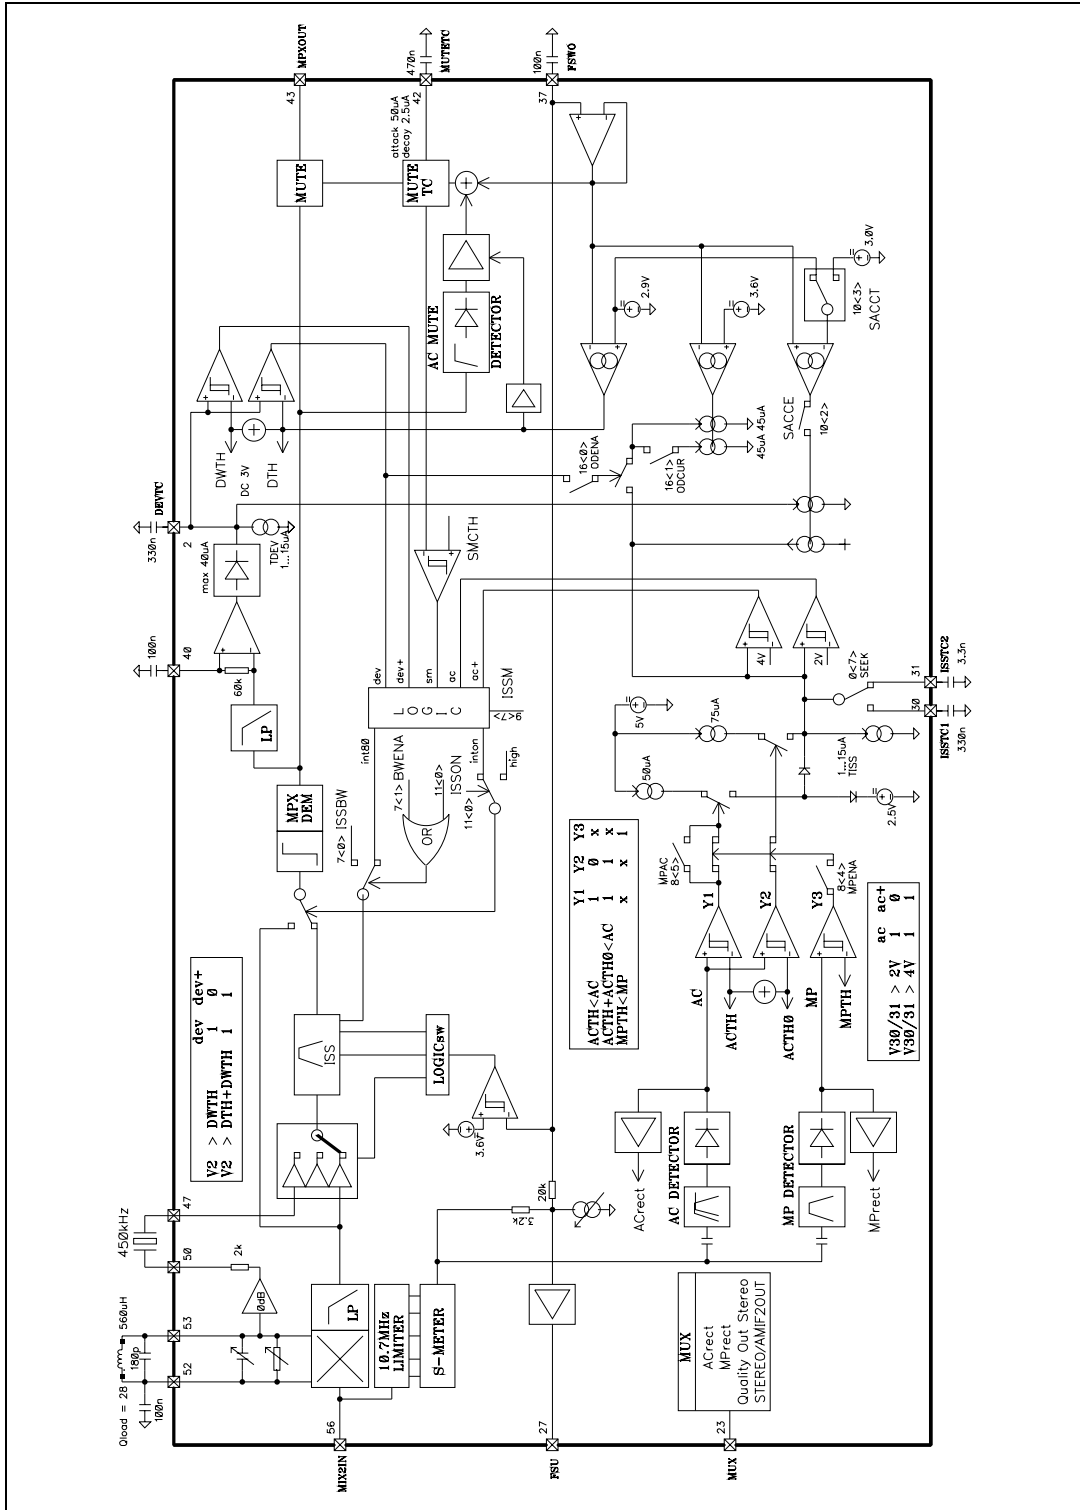 Qload = 28
560uH
180p
100n
52
53
50
47
450kHz
2k
0dB
V2 > DWTH dev 1 dev+ 0
V2 > DTH+DWTH 1 1
100n
40
60k
LP
330n
DEVTC
2
max 40uA
TDEV
1...15uA
DWTH
DC 3V
DTH
MIX2IN
56
LP
10.7MHz
LIMITER
S-METER
ISS
LOGICsw
3.6V
MPX
DEM
7<0> ISSBW
int80
7<1> BWENA
11<0>
OR
ISSON
11<0>
inton
high
LOGIC
dev
dev+
sm
ac
ac+
ISSM
9<7>
SMCTH
AC MUTE
DETECTOR
MUTE
43
MPXOUT
MUTE
TC
attack 50uA
decay 2.5uA
42
470n
MUTETC
FSU
27
3.2k
20k
37
100n
FSWO
16<0>
ODENA
16<1>
ODCUR
45uA 45uA
2.9V
3.6V
SACCE
10<2>
10<3>
SACCT
3.0V
ACTH<AC
ACTH+ACTH0<AC
MPTH<MP
Y1 Y2 Y3
1 0 x
1 1 x
x x 1
ACrect
AC DETECTOR
MP DETECTOR
MPrect
AC
ACTH
ACTH0
MP
MPTH
Y1
Y2
Y3
MPAC
8<5>
8<4>
MPENA
50uA
5V
75uA
1...15uA
TISS
2.5V
4V
2V
0<7>
SEEK
30
31
ISSTC1
330n
ISSTC2
3.3n
ac ac+
V30/31 > 2V 1 0
V30/31 > 4V 1 1
MUX
23
MUX
ACrect
MPrect
Quality Out Stereo
STEREO/AMIF2OUT